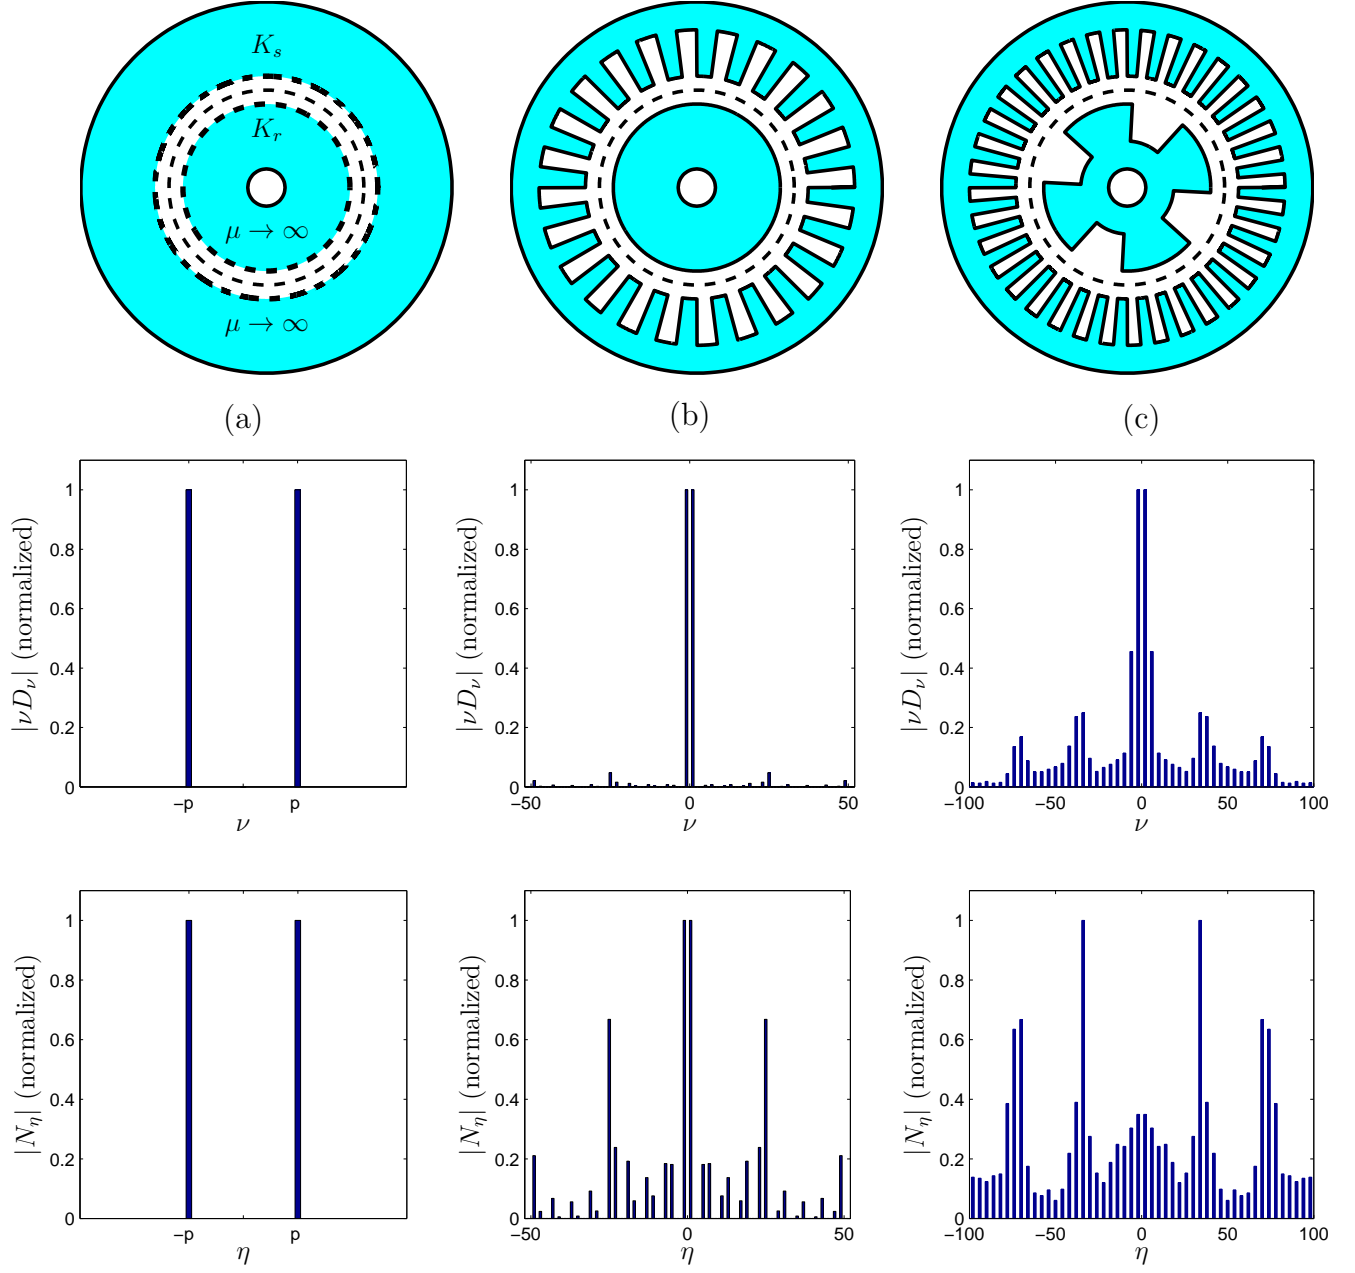 K_s
K_r
μ → ∞
μ → ∞
(a) (b) (c)
|νD_ν| (normalized)
1
0.8
0.6
0.4
0.2
0
−p p
ν
|νD_ν| (normalized)
1
0.8
0.6
0.4
0.2
0
−50 0 50
ν
|νD_ν| (normalized)
1
0.8
0.6
0.4
0.2
0
−100 −50 0 50 100
ν
|N_η| (normalized)
1
0.8
0.6
0.4
0.2
0
−p p
η
|N_η| (normalized)
1
0.8
0.6
0.4
0.2
0
−50 0 50
η
|N_η| (normalized)
1
0.8
0.6
0.4
0.2
0
−100 −50 0 50 100
η